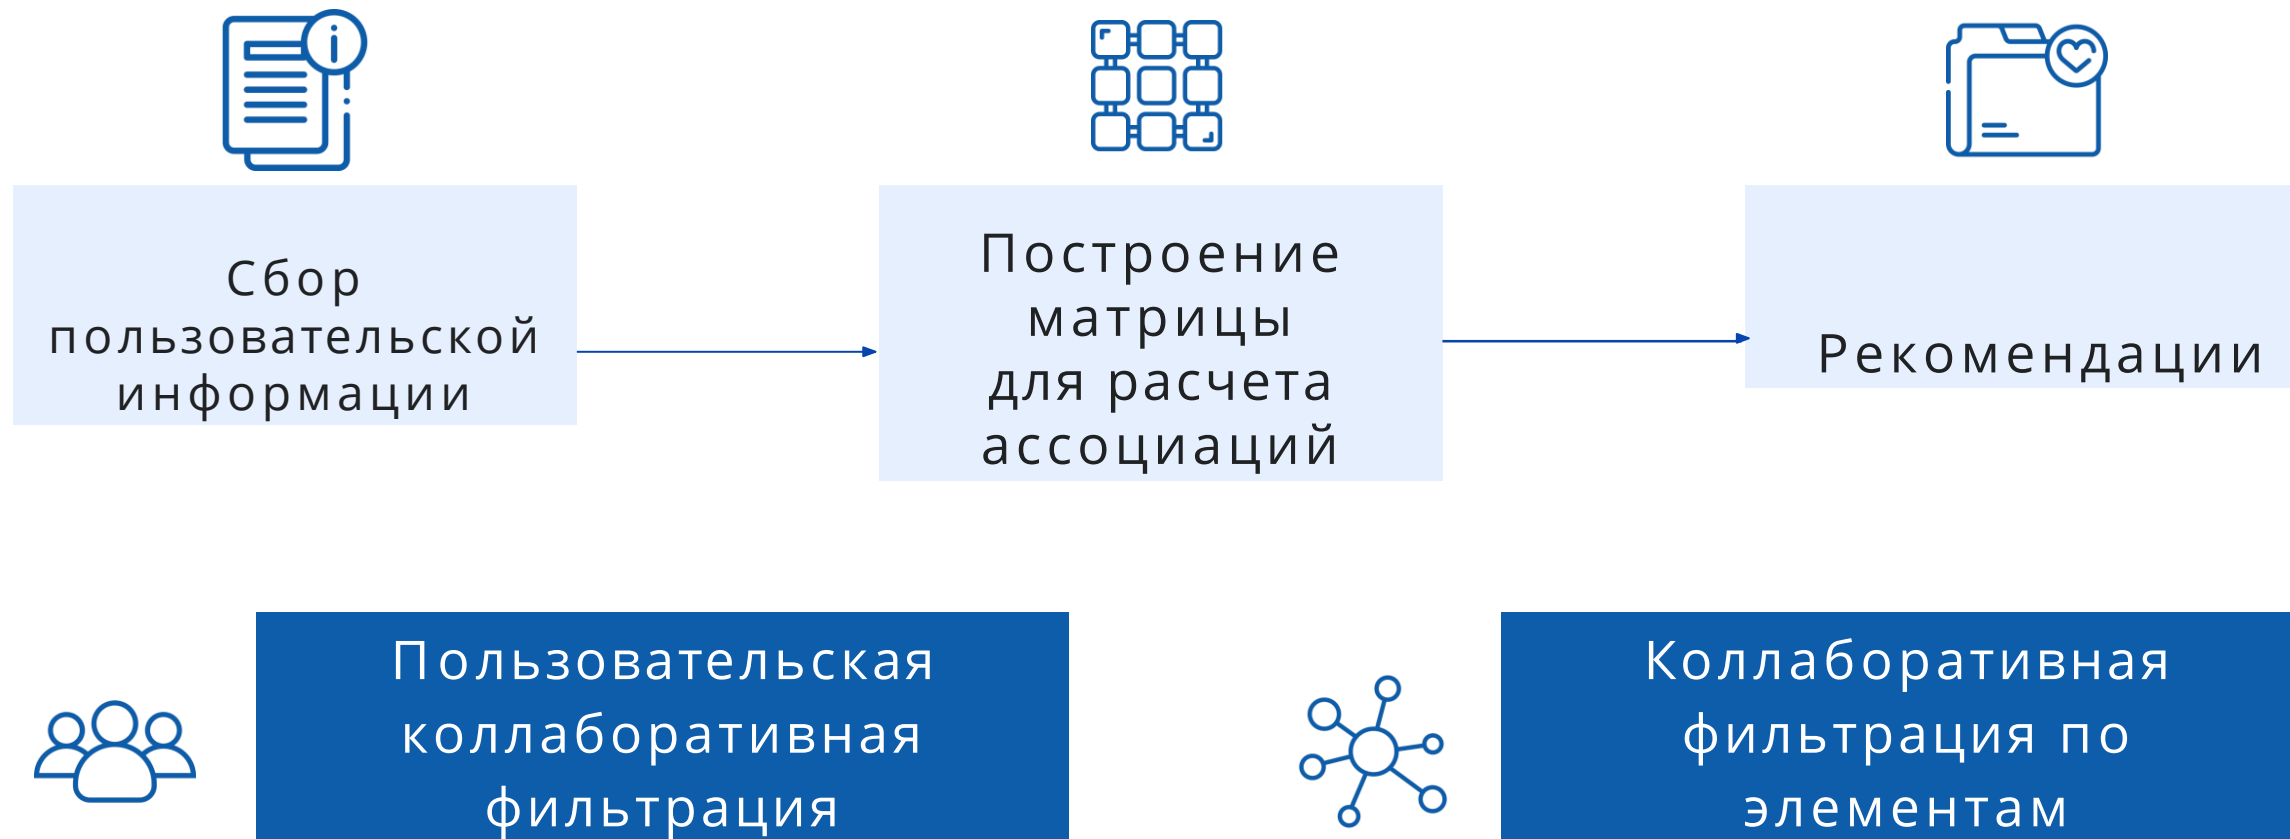 Сбор
пользовательской
информации
Построение
матрицы
для расчета
ассоциаций
Рекомендации
Пользовательская
коллаборативная
фильтрация
Коллаборативная
фильтрация по
элементам